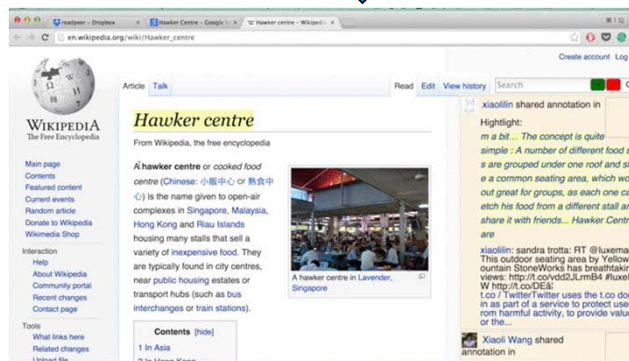 readpeer – Dropbox
Hawker Centre – Google
Hawker centre – Wikipedia
en.wikipedia.org/wiki/Hawker_centre
Create account Log
Article Talk
Read Edit View history Search
WIKIPEDIA
The Free Encyclopedia
Main page
Contents
Featured content
Current events
Random article
Donate to Wikipedia
Wikimedia Shop
Interaction
Help
About Wikipedia
Community portal
Recent changes
Contact page
Tools
What links here
Related changes
Upload file
Hawker centre
From Wikipedia, the free encyclopedia
A hawker centre or cooked food
centre (Chinese: 小贩中心 or 熟食中
心) is the name given to open-air
complexes in Singapore, Malaysia,
Hong Kong and Riau Islands
housing many stalls that sell a
variety of inexpensive food. They
are typically found in city centres,
near public housing estates or
transport hubs (such as bus
interchanges or train stations).
A hawker centre in Lavender,
Singapore
Contents [hide]
1 In Asia
xiaolilin shared annotation in
Hightlight:
m a bit... The concept is quite
simple : A number of different food s
s are grouped under one roof and s
e a common seating area, which wo
out great for groups, as each one ca
etch his food from a different stall an
share it with friends... Hawker Centr
are
xiaolilin: sandra trotta: RT @luxema
This outdoor seating area by Yellow
ountain StoneWorks has breathtakin
views: http://t.co/vdd2JLrmB4 #luxe
W http://t.co/DEâ¦
t.co / TwitterTwitter uses the t.co do
in as part of a service to protect use
rom harmful activity, to provide valu
or the...
Xiaoli Wang shared
annotation in